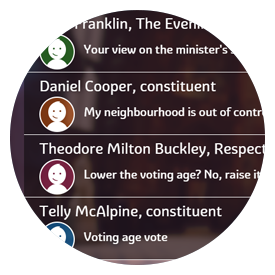 Franklin, The Eveni
Your view on the minister's
Daniel Cooper, constituent
My neighbourhood is out of contr
Theodore Milton Buckley, Respect
Lower the voting age? No, raise it
Telly McAlpine, constituent
Voting age vote